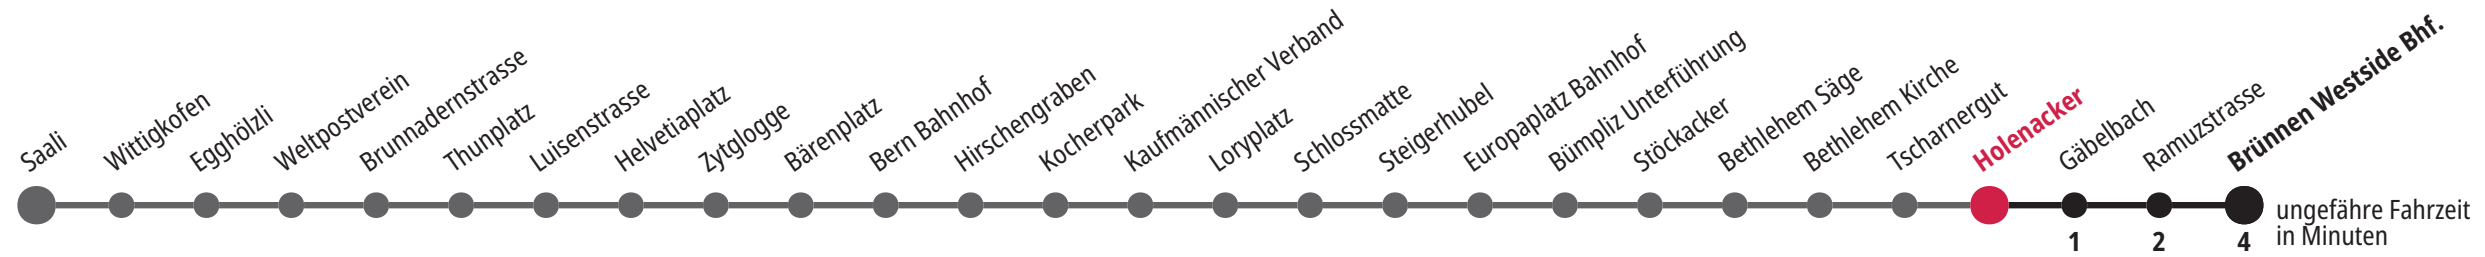 Saali
Wittigkofen
Egghölzli
Weltpostverein
Brunnadernstrasse
Thunplatz
Luisenstrasse
Helvetiaplatz
Zytglogge
Bärenplatz
Bern Bahnhof
Hirschengraben
Kocherpark
Kaufmännischer Verband
Loryplatz
Schlossmatte
Steigerhubel
Europaplatz Bahnhof
Bümpliz Unterführung
Stöckacker
Bethlehem Säge
Bethlehem Kirche
Tscharnergut
Holenacker
Gäbelbach
Ramuzstrasse
Brünnen Westside Bhf.
1
2
4
ungefähre Fahrzeit
in Minuten